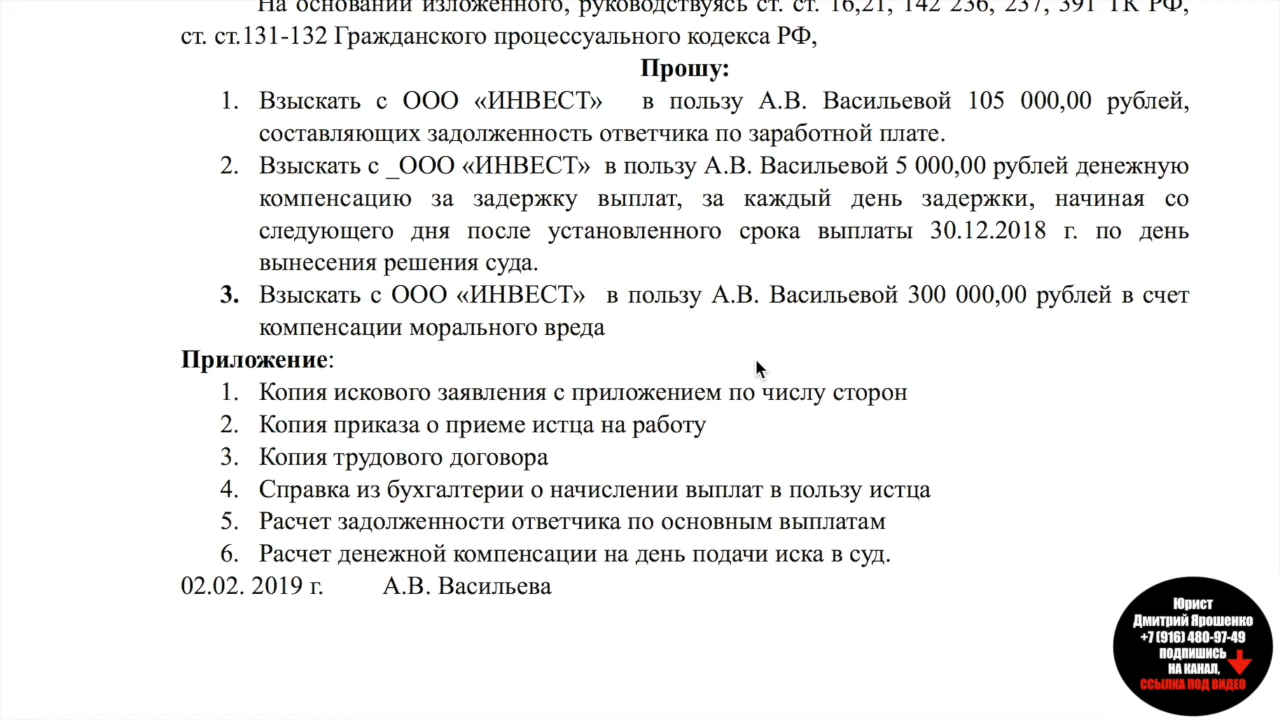 На основании изложенного, руководствуясь ст. ст. 16,21, 142 236, 237, 391 ТК РФ,
ст. ст.131-132 Гражданского процессуального кодекса РФ,
Прошу:
1. Взыскать с ООО «ИНВЕСТ» в пользу А.В. Васильевой 105 000,00 рублей,
составляющих задолженность ответчика по заработной плате.
2. Взыскать с _ООО «ИНВЕСТ» в пользу А.В. Васильевой 5 000,00 рублей денежную
компенсацию за задержку выплат, за каждый день задержки, начиная со
следующего дня после установленного срока выплаты 30.12.2018 г. по день
вынесения решения суда.
3. Взыскать с ООО «ИНВЕСТ» в пользу А.В. Васильевой 300 000,00 рублей в счет
компенсации морального вреда
Приложение:
1. Копия искового заявления с приложением по числу сторон
2. Копия приказа о приеме истца на работу
3. Копия трудового договора
4. Справка из бухгалтерии о начислении выплат в пользу истца
5. Расчет задолженности ответчика по основным выплатам
6. Расчет денежной компенсации на день подачи иска в суд.
02.02. 2019 г. А.В. Васильева
Юрист
Дмитрий Ярошенко
+7 (916) 480-97-49
подпишись
на канал,
ссылка под видео